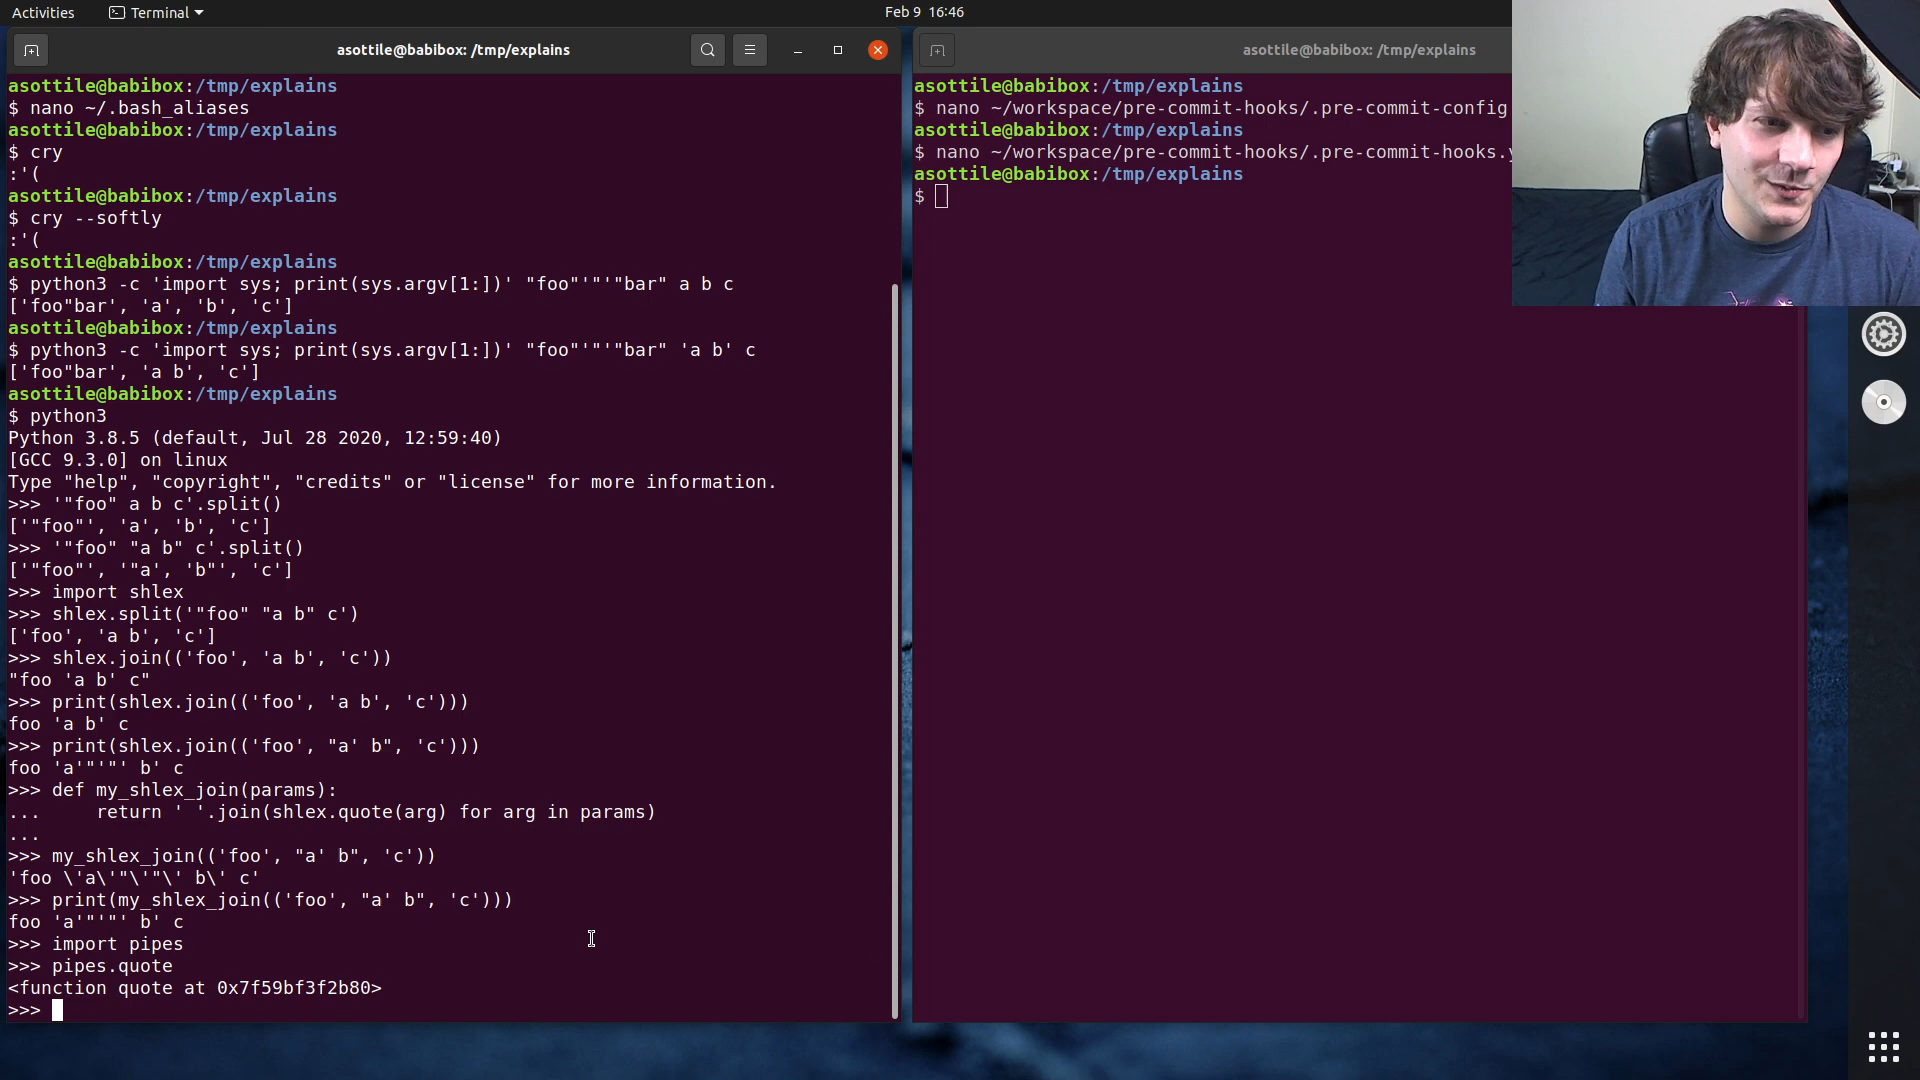 Activities
Terminal
Feb 9 16:46
asottile@babibox: /tmp/explains
asottile@babibox:/tmp/explains
$ nano ~/.bash_aliases
asottile@babibox:/tmp/explains
$ cry
:'(
asottile@babibox:/tmp/explains
$ cry --softly
:'(
asottile@babibox:/tmp/explains
$ python3 -c 'import sys; print(sys.argv[1:])' "foo"'"'"bar" a b c
['foo"bar', 'a', 'b', 'c']
asottile@babibox:/tmp/explains
$ python3 -c 'import sys; print(sys.argv[1:])' "foo"'"'"bar" 'a b' c
['foo"bar', 'a b', 'c']
asottile@babibox:/tmp/explains
$ python3
Python 3.8.5 (default, Jul 28 2020, 12:59:40)
[GCC 9.3.0] on linux
Type "help", "copyright", "credits" or "license" for more information.
>>> '"foo" a b c'.split()
['"foo"', 'a', 'b', 'c']
>>> '"foo" "a b" c'.split()
['"foo"', '"a', 'b"', 'c']
>>> import shlex
>>> shlex.split('"foo" "a b" c')
['foo', 'a b', 'c']
>>> shlex.join(('foo', 'a b', 'c'))
"foo 'a b' c"
>>> print(shlex.join(('foo', 'a b', 'c')))
foo 'a b' c
>>> print(shlex.join(('foo', "a' b", 'c')))
foo 'a'"'"' b' c
>>> def my_shlex_join(params):
...     return ' '.join(shlex.quote(arg) for arg in params)
...
>>> my_shlex_join(('foo', "a' b", 'c'))
'foo \'a\'"\'"\' b\' c'
>>> print(my_shlex_join(('foo', "a' b", 'c')))
foo 'a'"'"' b' c
>>> import pipes
>>> pipes.quote
<function quote at 0x7f59bf3f2b80>
>>>
asottile@babibox: /tmp/explains
asottile@babibox:/tmp/explains
$ nano ~/workspace/pre-commit-hooks/.pre-commit-config
asottile@babibox:/tmp/explains
$ nano ~/workspace/pre-commit-hooks/.pre-commit-hooks.y
asottile@babibox:/tmp/explains
$